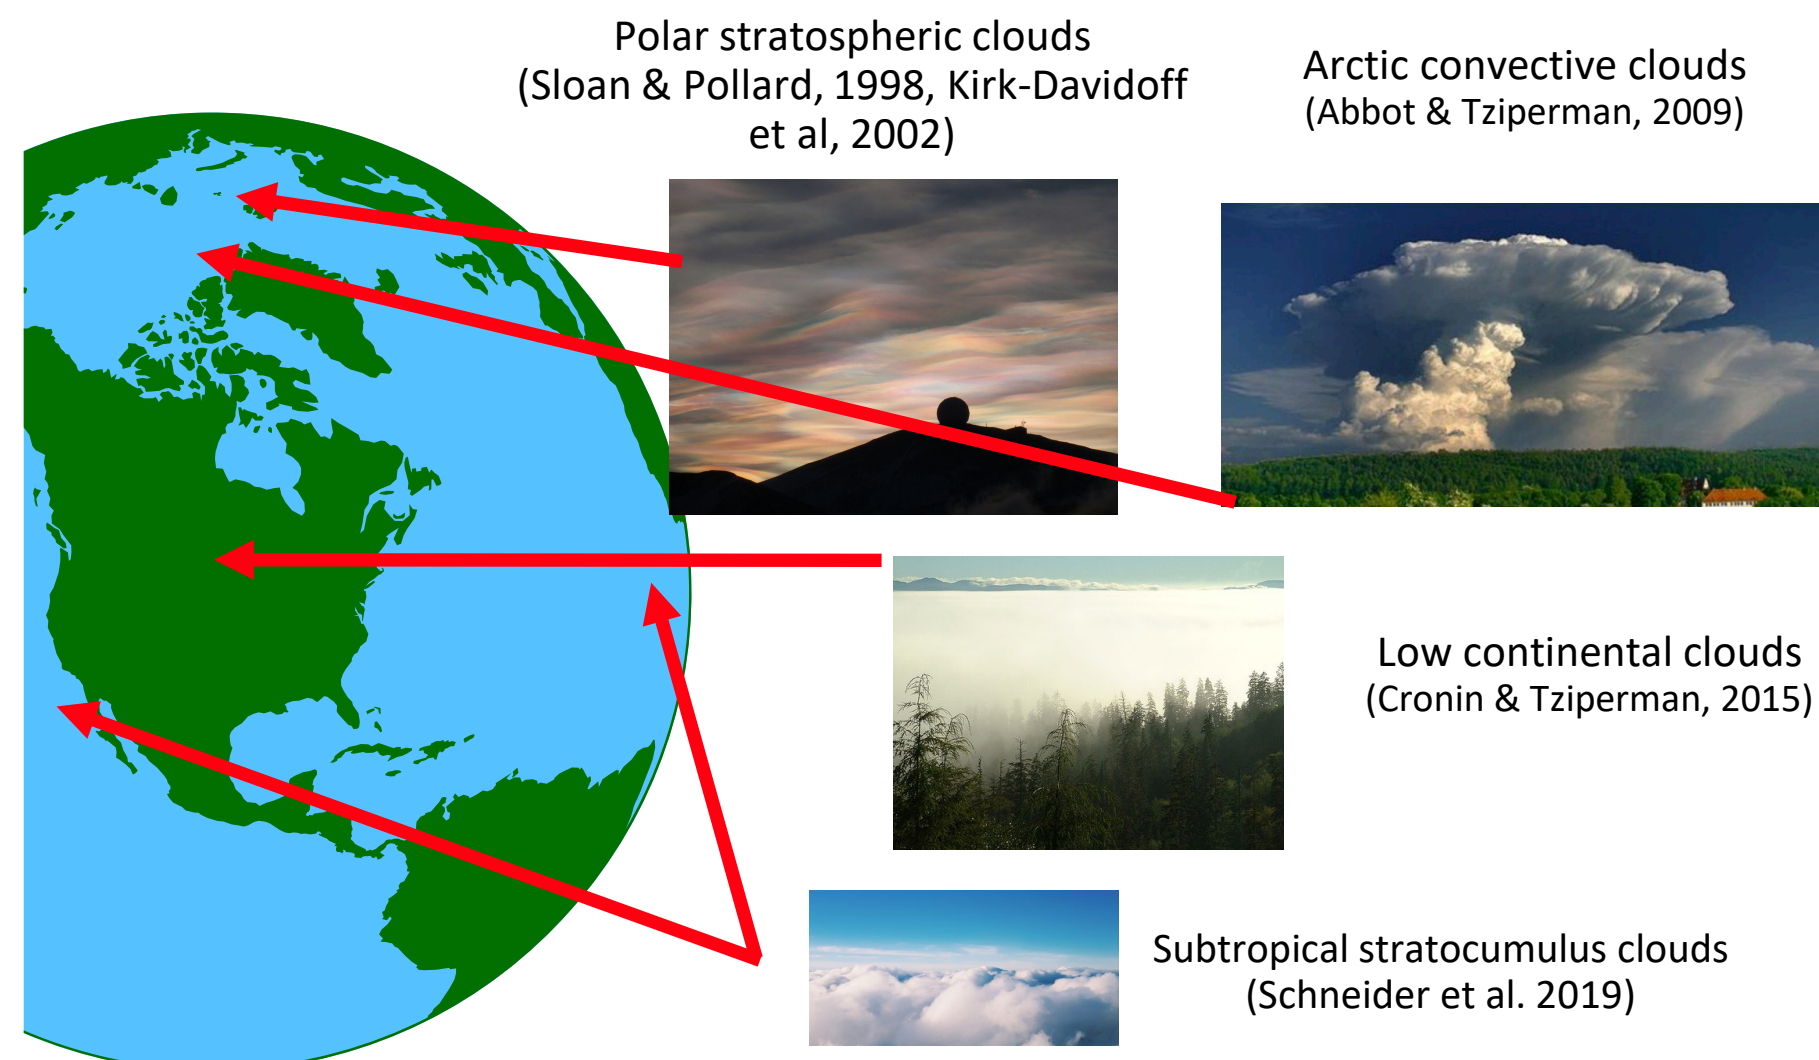 Polar stratospheric clouds
(Sloan & Pollard, 1998, Kirk-Davidoff
et al, 2002)
Arctic convective clouds
(Abbot & Tziperman, 2009)
Low continental clouds
(Cronin & Tziperman, 2015)
Subtropical stratocumulus clouds
(Schneider et al. 2019)